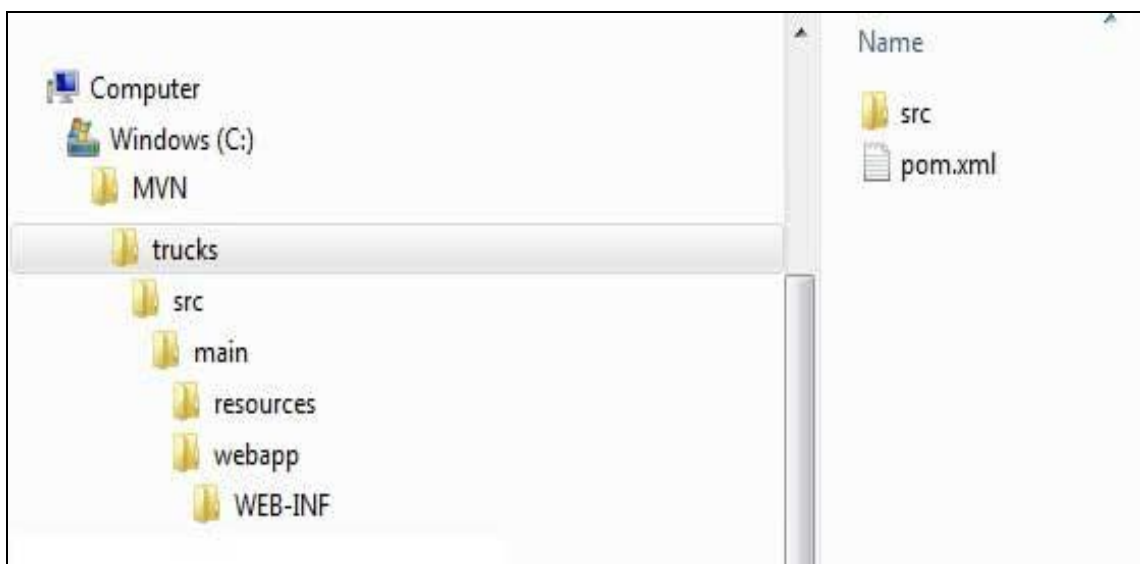 Computer
Windows (C:)
MVN
trucks
src
main
resources
webapp
WEB-INF
Name
src
pom.xml